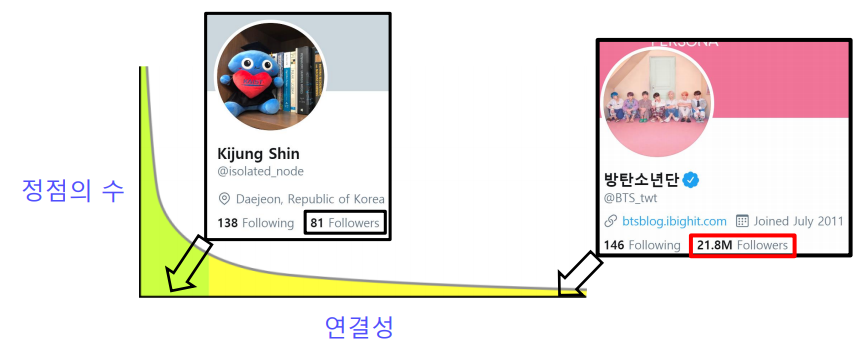 Kijung Shin
@isolated_node
Daejeon, Republic of Korea
138 Following 81 Followers
PERSONA
방탄소년단
@BTS_twt
btsblog.ibighit.com Joined July 2011
146 Following 21.8M Followers
정점의 수
연결성